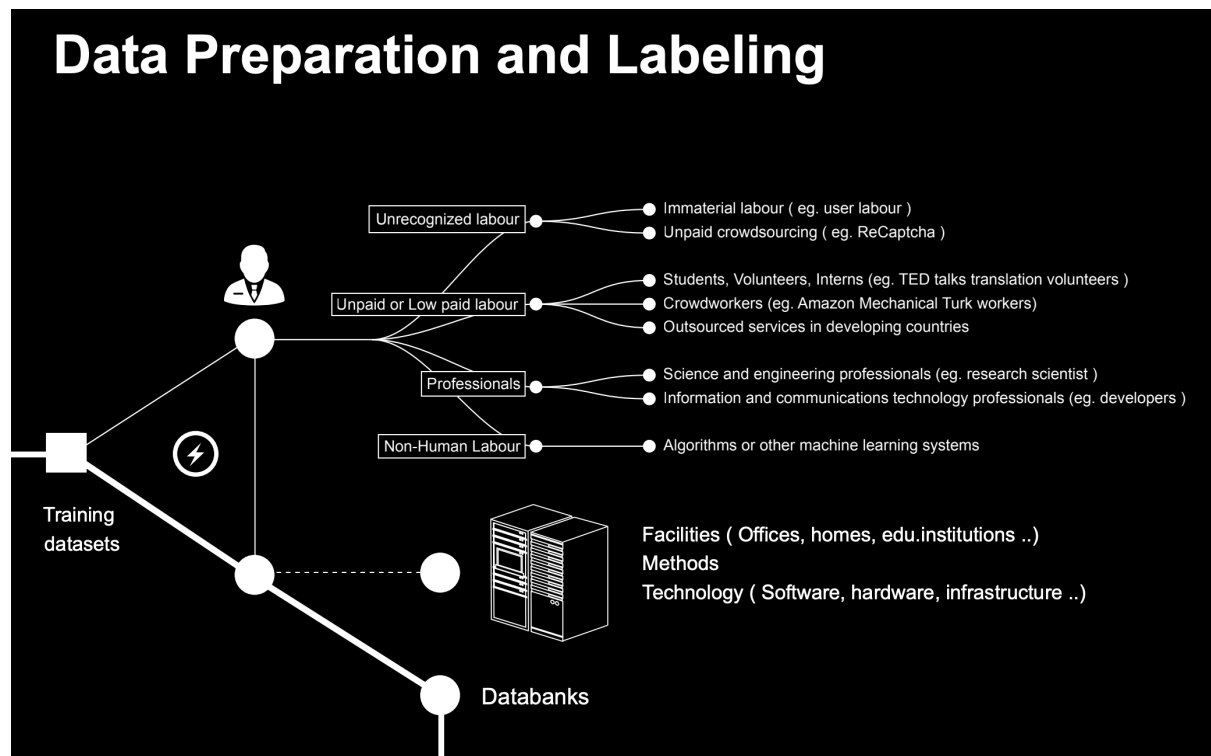 Data Preparation and Labeling
Unrecognized labour
Immaterial labour ( eg. user labour )
Unpaid crowdsourcing ( eg. ReCaptcha )
Unpaid or Low paid labour
Students, Volunteers, Interns (eg. TED talks translation volunteers )
Crowdworkers (eg. Amazon Mechanical Turk workers)
Outsourced services in developing countries
Professionals
Science and engineering professionals (eg. research scientist )
Information and communications technology professionals (eg. developers )
Non-Human Labour
Algorithms or other machine learning systems
Training
datasets
Facilities ( Offices, homes, edu.institutions ..)
Methods
Technology ( Software, hardware, infrastructure ..)
Databanks